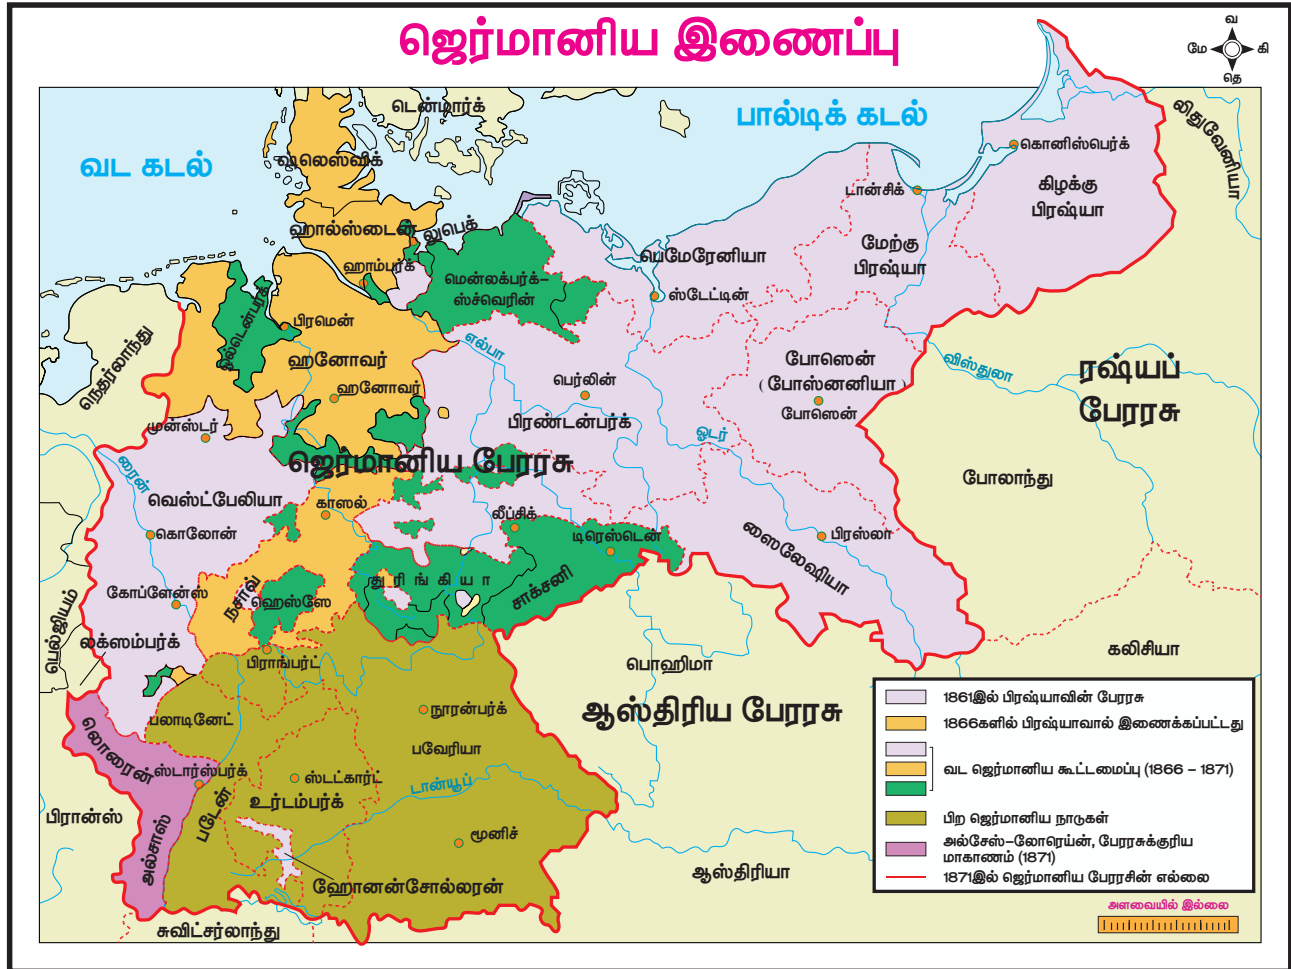 ஜெர்மானிய இணைப்பு
வ
மே
கி
தெ
டென்மார்க்
பால்டிக் கடல்
லிதுவேனியா
வட கடல்
ஷ்லெஸ்விக்
கொனிஸ்பெர்க்
கிழக்கு
பிரஷ்யா
டான்சிக்
ஹால்ஸ்டைன்
லுபெக்
மேற்கு
பிரஷ்யா
பெமேரேனியா
ஹாம்பர்க்
மென்லக்பர்க்–
ஸ்ச்வெரின்
ஸ்டேட்டின்
ஓல்டென்பர்க்
பிரமென்
நெதர்லாந்து
எல்பா
ஹனோவர்
போஸென்
(போஸ்னனியா)
போஸென்
விஸ்துலா
ரஷ்யப்
பேரரசு
பெர்லின்
ஹனோவர்
பிரண்டன்பர்க்
முன்ஸ்டர்
ஓடர்
ஜெர்மானிய பேரரசு
ரைன்
போலாந்து
வெஸ்ட்பேலியா
காஸல்
லீப்சிக்
கொலோன்
டிரெஸ்டென்
பிரஸ்லா
ஸைலேஷியா
துரிங்கியா
சாக்சனி
கோப்ளேன்ஸ்
நசாவ்
ஹெஸ்ஸே
பெல்ஜியம்
லக்ஸம்பர்க்
பிராங்பர்ட்
பொஹிமா
கலிசியா
ஆஸ்திரிய பேரரசு
பலாடினேட்
நூரன்பர்க்
லொரைன்
பவேரியா
ஸ்டார்ஸ்பர்க்
ஸ்டட்கார்ட்
டான்யூப்
உர்டம்பர்க்
படேன்
பிரான்ஸ்
அல்சாஸ்
மூனிச்
ஹோனன்சோல்லரன்
ஆஸ்திரியா
சுவிட்சர்லாந்து
1861இல் பிரஷ்யாவின் பேரரசு
1866களில் பிரஷ்யாவால் இணைக்கப்பட்டது
வட ஜெர்மானிய கூட்டமைப்பு (1866 – 1871)
பிற ஜெர்மானிய நாடுகள்
அல்சேஸ்–லோரெய்ன், பேரரசுக்குரிய
மாகாணம் (1871)
1871இல் ஜெர்மானிய பேரரசின் எல்லை
அளவையில் இல்லை